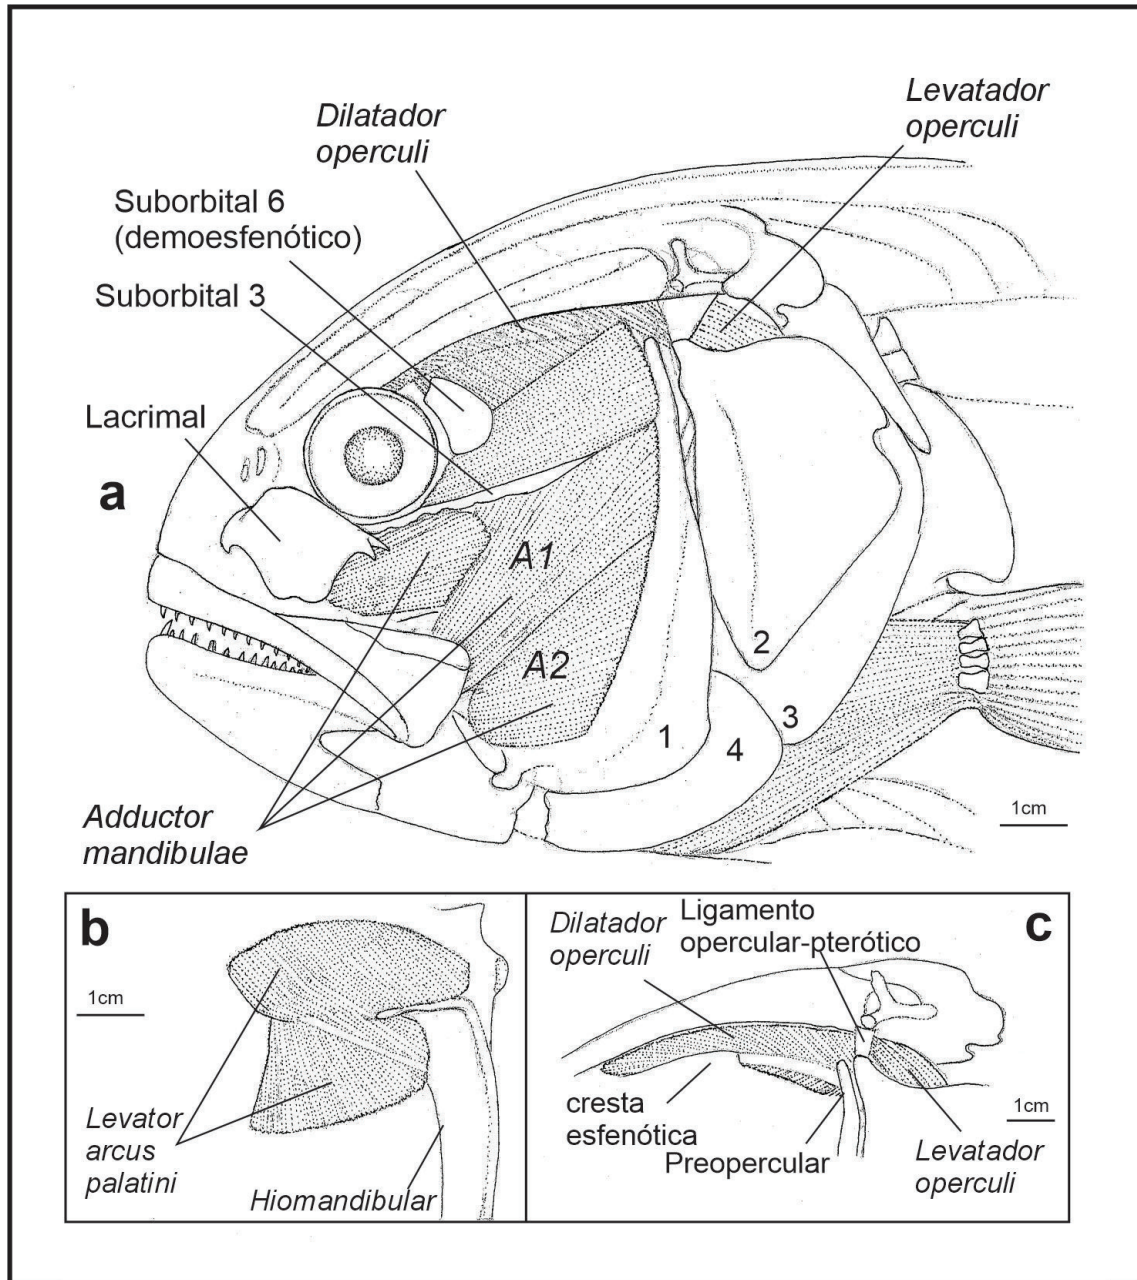 Dilatador
operculi
Levatador
operculi
Suborbital 6
(demoesfenótico)
Suborbital 3
Lacrimal
a
A1
A2
2
3
1
4
Adductor
mandibulae
1cm
b
1cm
Levator
arcus
palatini
Hiomandibular
c
Dilatador
operculi
Ligamento
opercular-pterótico
cresta
esfenótica
Preopercular
1cm
Levatador
operculi